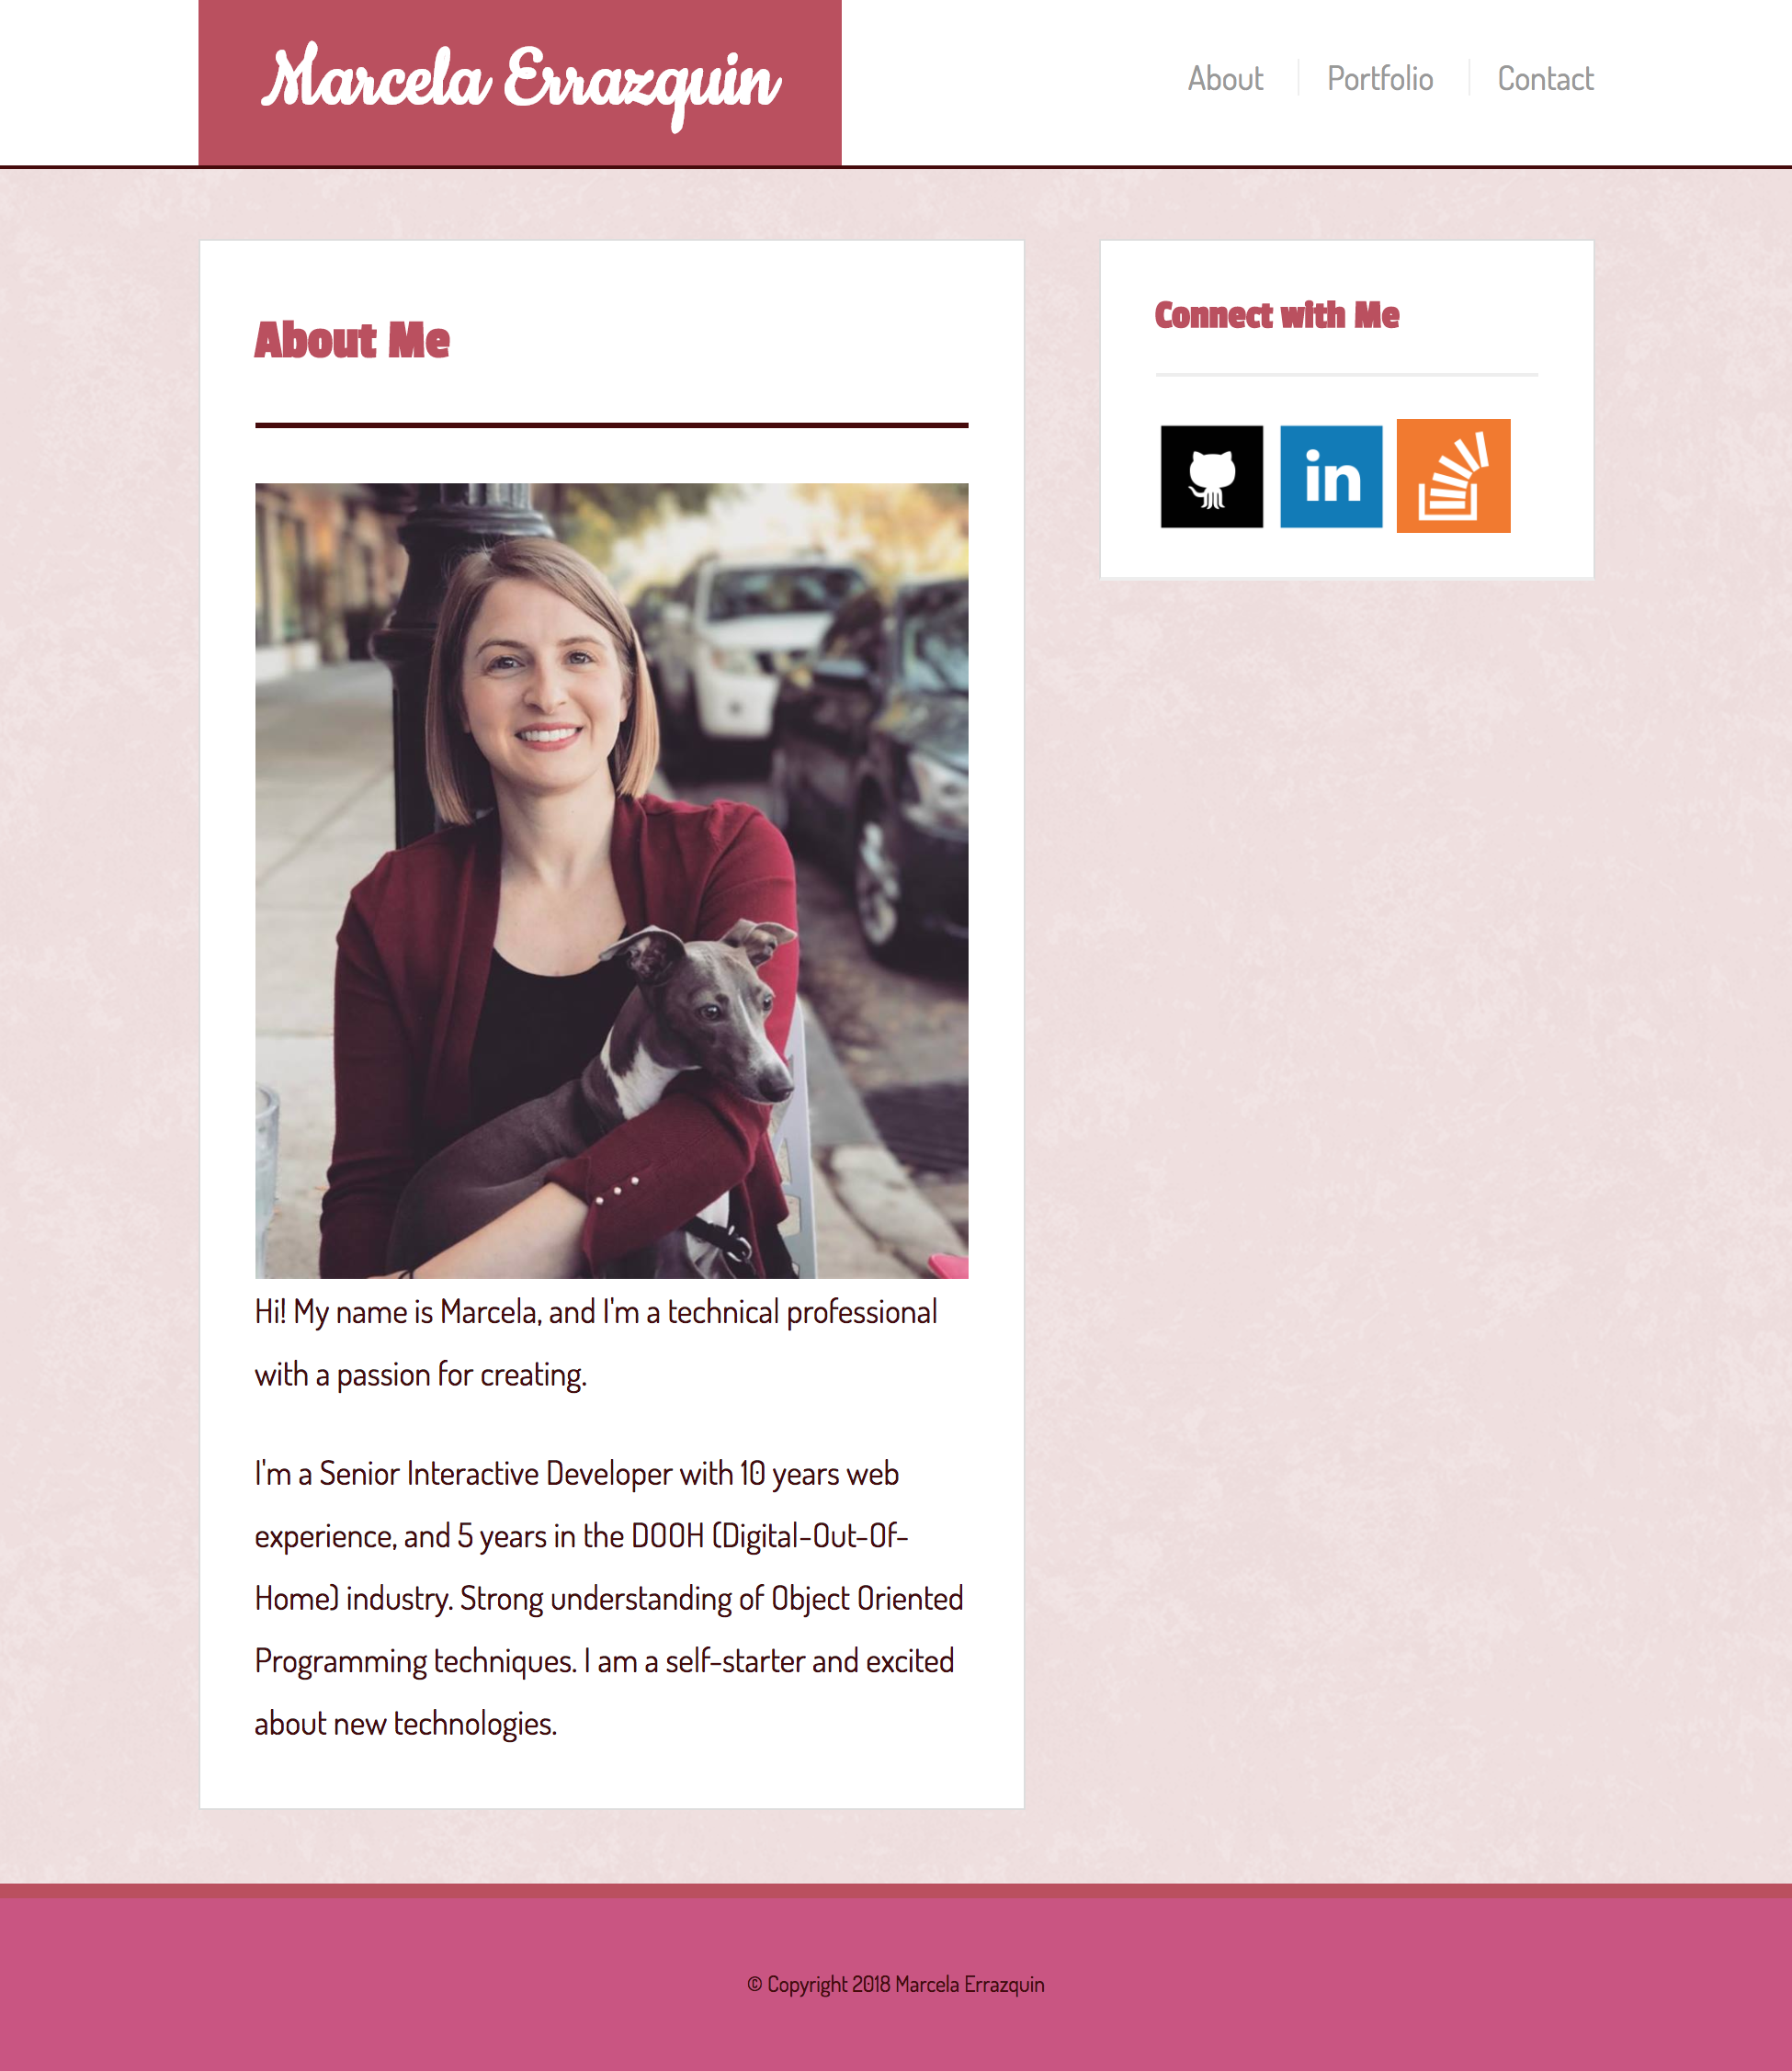 Marcela Errazquin
About
Portfolio
Contact
About Me
Connect with Me
in
Hi! My name is Marcela, and I'm a technical professional
with a passion for creating.
I'm a Senior Interactive Developer with 10 years web
experience, and 5 years in the DOOH (Digital-Out-Of-
Home) industry. Strong understanding of Object Oriented
Programming techniques. I am a self-starter and excited
about new technologies.
© Copyright 2018 Marcela Errazquin